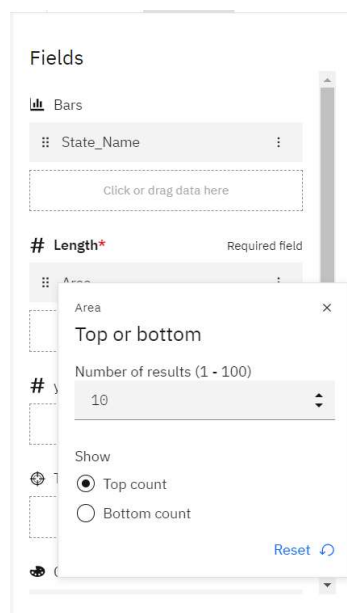 Fields
Bars
State_Name
Click or drag data here
# Length* Required field
Area
Area
Top or bottom
Number of results (1 - 100)
# y
10
Show
T
Top count
Bottom count
Reset